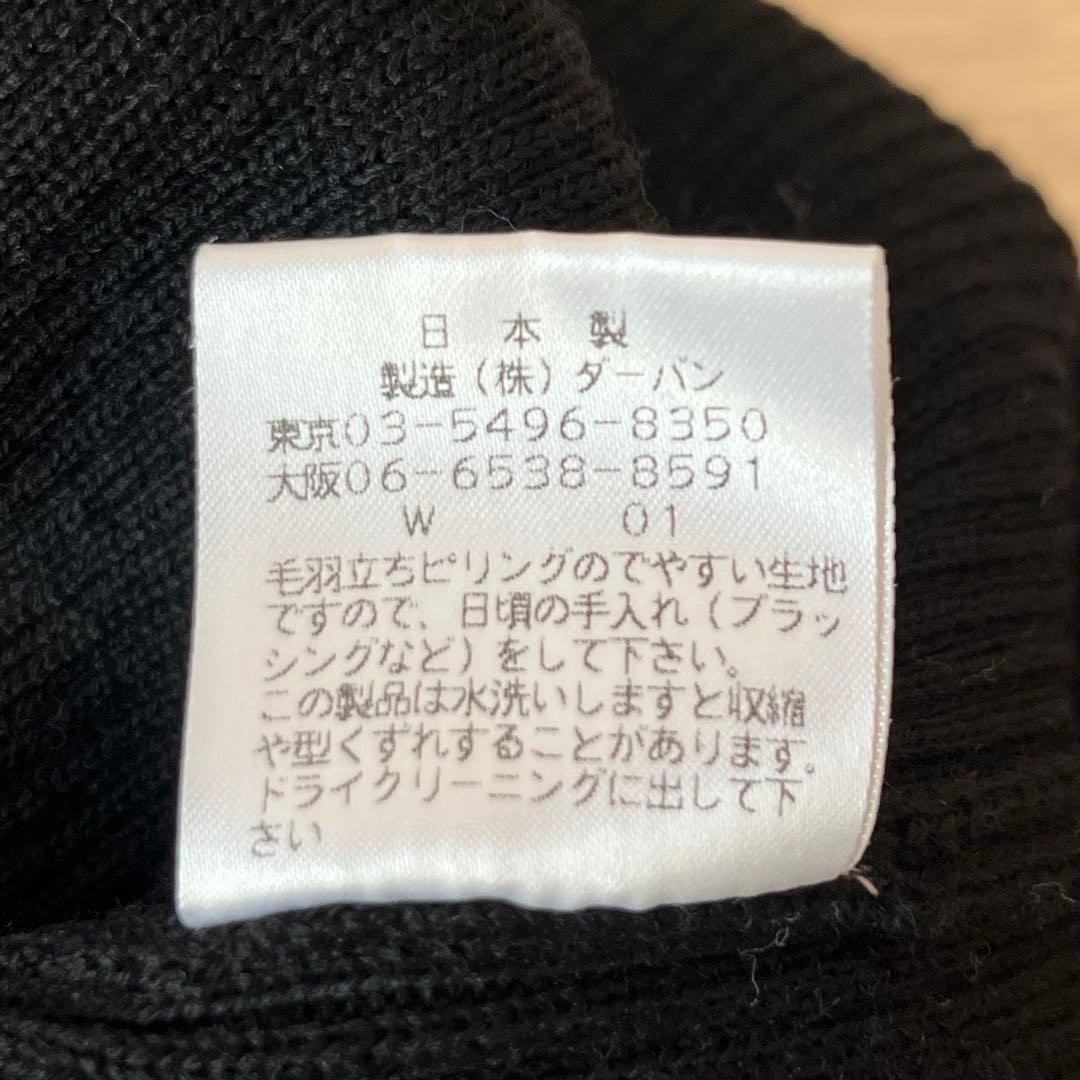 日本製
製造(株)ダーバン
東京03-5496-8350
大阪06-6538-8591
W 01
毛羽立ちピリングのでやすい生地
ですので、日頃の手入れ(ブラッ
シングなど)をして下さい。
この製品は水洗いしますと収縮
や型くずれすることがあります。
ドライクリーニングに出して下
さい